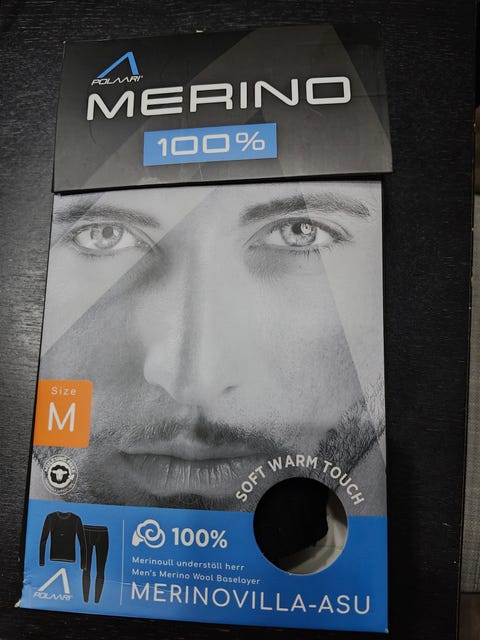 POLAARI
MERINO
100%
Size
M
SOFT WARM TOUCH
100%
Merinoull underställ herr
Men's Merino Wool Baselayer
MERINOVILLA-ASU
POLAARI